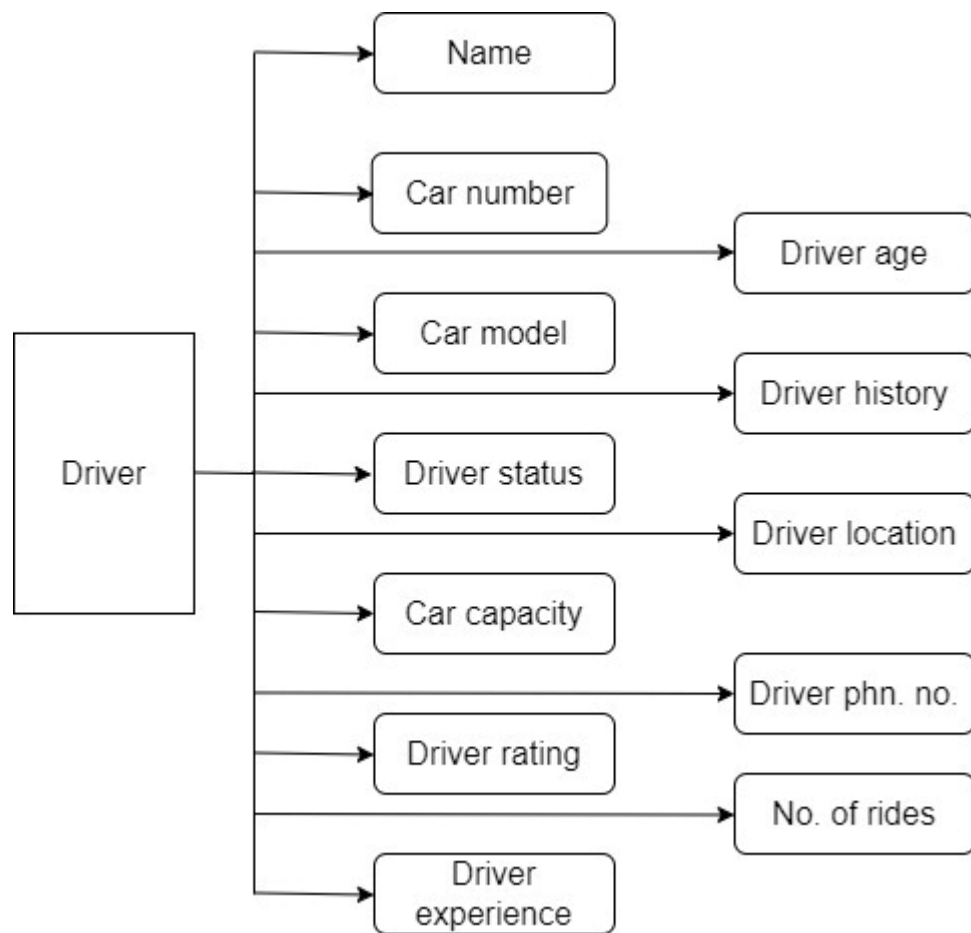 Name
Car number
Driver age
Car model
Driver history
Driver
Driver status
Driver location
Car capacity
Driver phn. no.
Driver rating
No. of rides
Driver
experience